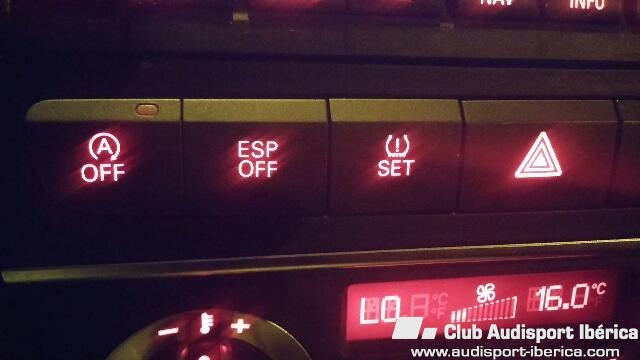 NAV
INFO
A
OFF
ESP
OFF
(!)
SET
LO °C 16.0 °C
- +
Club Audisport Ibérica
www.audisport-iberica.com